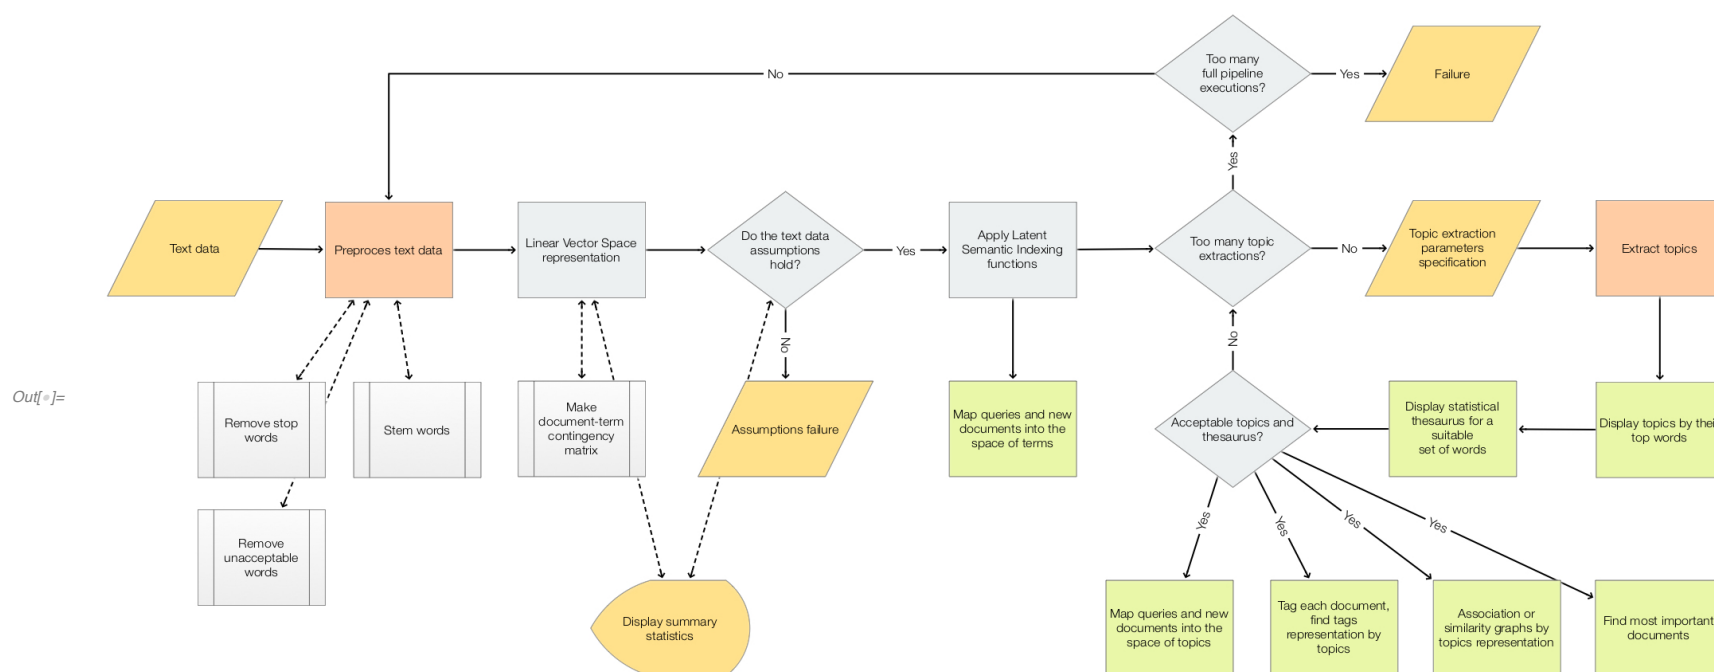 Too many
full pipeline
executions?
No
Yes
Failure
Yes
Text data
Preproces text data
Linear Vector Space
representation
Do the text data
assumptions
hold?
Yes
Apply Latent
Semantic Indexing
functions
Too many topic
extractions?
No
Topic extraction
parameters
specification
Extract topics
No
No
Out[ ]=
Remove stop
words
Stem words
Make
document-term
contingency
matrix
Assumptions failure
Map queries and new
documents into the
space of terms
Acceptable topics and
thesaurus?
Display statistical
thesaurus for a
suitable
set of words
Display topics by
top words
Yes
Yes
Yes
Yes
Remove
unacceptable
words
Display summary
statistics
Map queries and new
documents into the
space of topics
Tag each document,
find tags
representation by
topics
Association or
similarity graphs by
topics representation
Find most important
documents